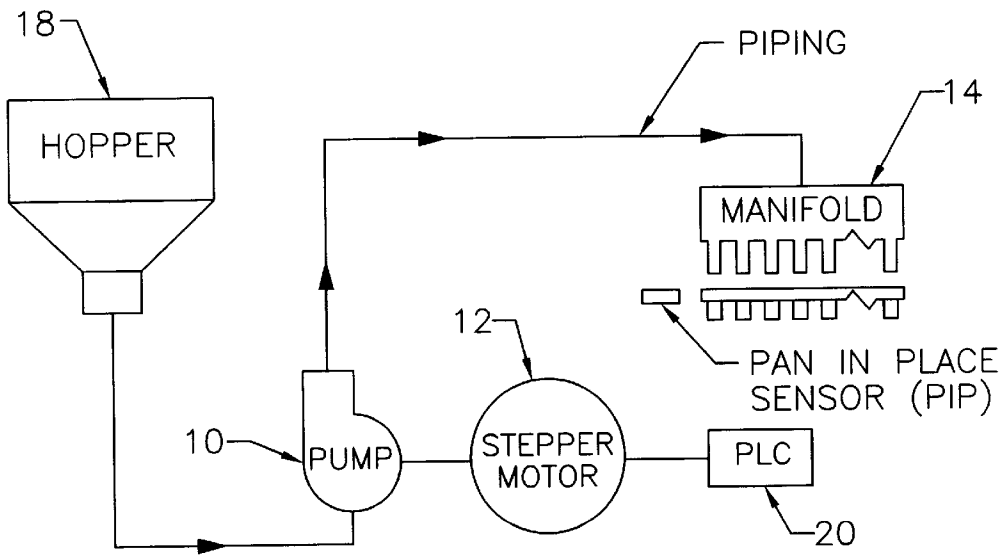 18
PIPING
14
HOPPER
MANIFOLD
12
PAN IN PLACE
SENSOR (PIP)
10
PUMP
STEPPER
MOTOR
PLC
20